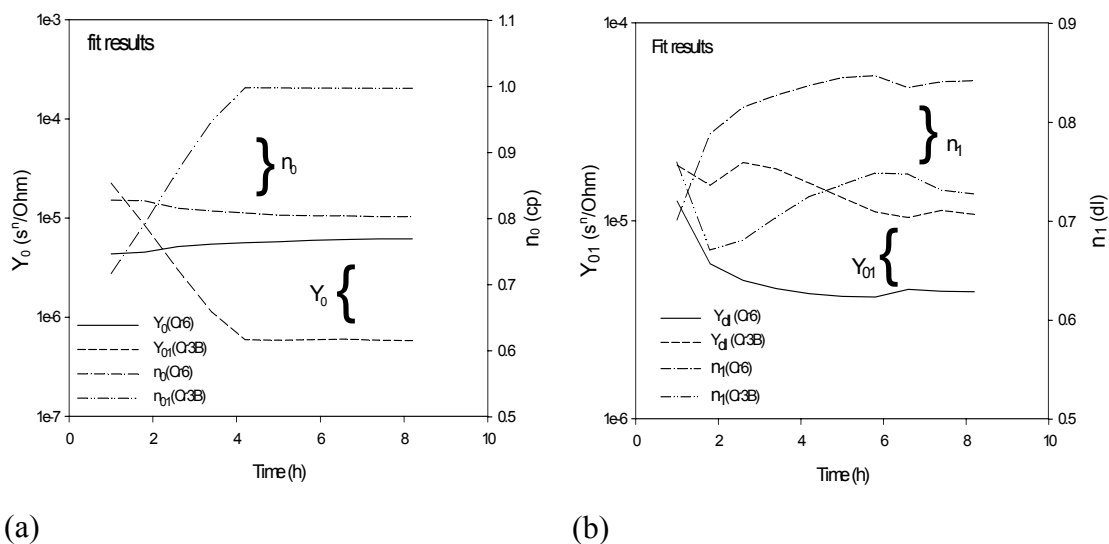 fit results
1e-3
1e-4
1e-5
1e-6
1e-7
Y0 (sⁿ/Ohm)
1.1
1.0
0.9
0.8
0.7
0.6
0.5
n0 (cp)
} n0
Y0 {
Y0(Cr6)
Y01(Cr3B)
n0(Cr6)
n01(Cr3B)
0 2 4 6 8 10
Time (h)
(a)
Fit results
1e-4
1e-5
1e-6
Y01 (sⁿ/Ohm)
0.9
0.8
0.7
0.6
0.5
n1 (dl)
} n1
Y01 {
Ydl (Cr6)
Ydl (Cr3B)
n1(Cr6)
n1(Cr3B)
0 2 4 6 8 10
Time (h)
(b)